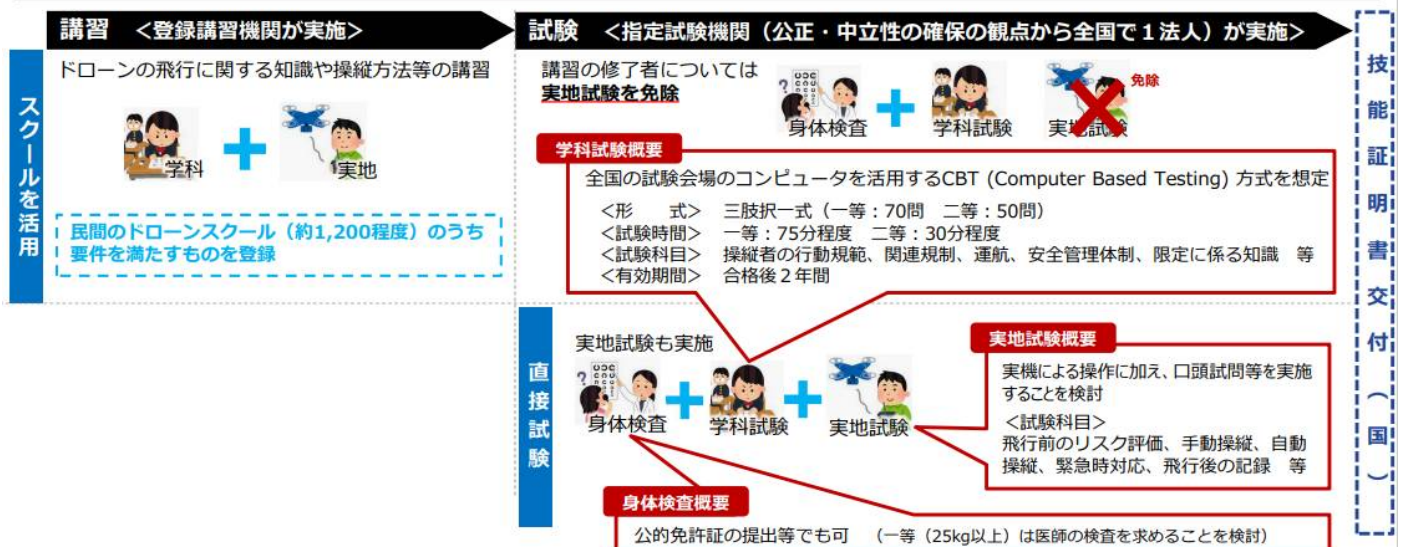 講習 <登録講習機関が実施>
試験 <指定試験機関(公正・中立性の確保の観点から全国で1法人)が実施>
スクールを活用
ドローンの飛行に関する知識や操縦方法等の講習
学科
実地
民間のドローンスクール(約1,200程度)のうち
要件を満たすものを登録
講習の修了者については
実地試験を免除
身体検査
学科試験
実地試験
免除
学科試験概要
全国の試験会場のコンピュータを活用するCBT (Computer Based Testing) 方式を想定
<形 式> 三肢択一式(一等:70問 二等:50問)
<試験時間> 一等:75分程度 二等:30分程度
<試験科目> 操縦者の行動規範、関連規制、運航、安全管理体制、限定に係る知識 等
<有効期間> 合格後2年間
直接試験
実地試験も実施
身体検査
学科試験
実地試験
実地試験概要
実機による操作に加え、口頭試問等を実施
することを検討
<試験科目>
飛行前のリスク評価、手動操縦、自動
操縦、緊急時対応、飛行後の記録 等
身体検査概要
公的免許証の提出等でも可 (一等(25kg以上)は医師の検査を求めることを検討)
技能証明書交付(国)